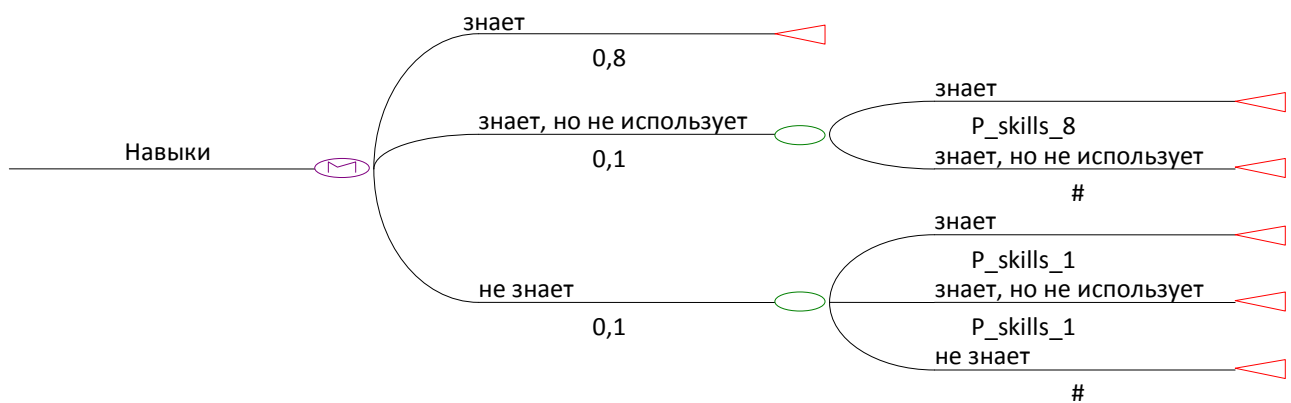 знает
0,8
знает
знает, но не использует
P_skills_8
Навыки
0,1
знает, но не использует
#
знает
P_skills_1
не знает
знает, но не использует
0,1
P_skills_1
не знает
#